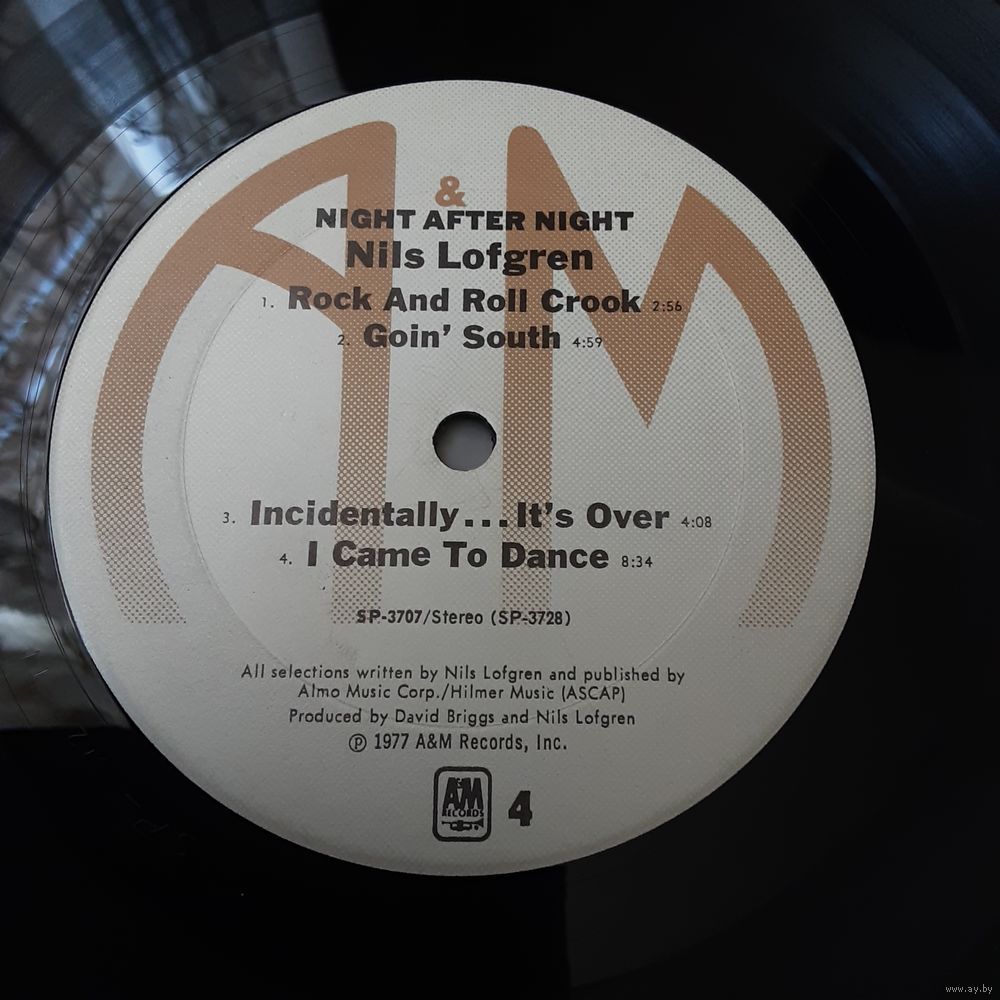 &
NIGHT AFTER NIGHT
Nils Lofgren
1. Rock And Roll Crook 2:56
2. Goin' South 4:59
3. Incidentally...It's Over 4:08
4. I Came To Dance 8:34
SP-3707/Stereo (SP-3728)
All selections written by Nils Lofgren and published by
Almo Music Corp./Hilmer Music (ASCAP)
Produced by David Briggs and Nils Lofgren
℗ 1977 A&M Records, Inc.
A&M
RECORDS
4
www.ay.by